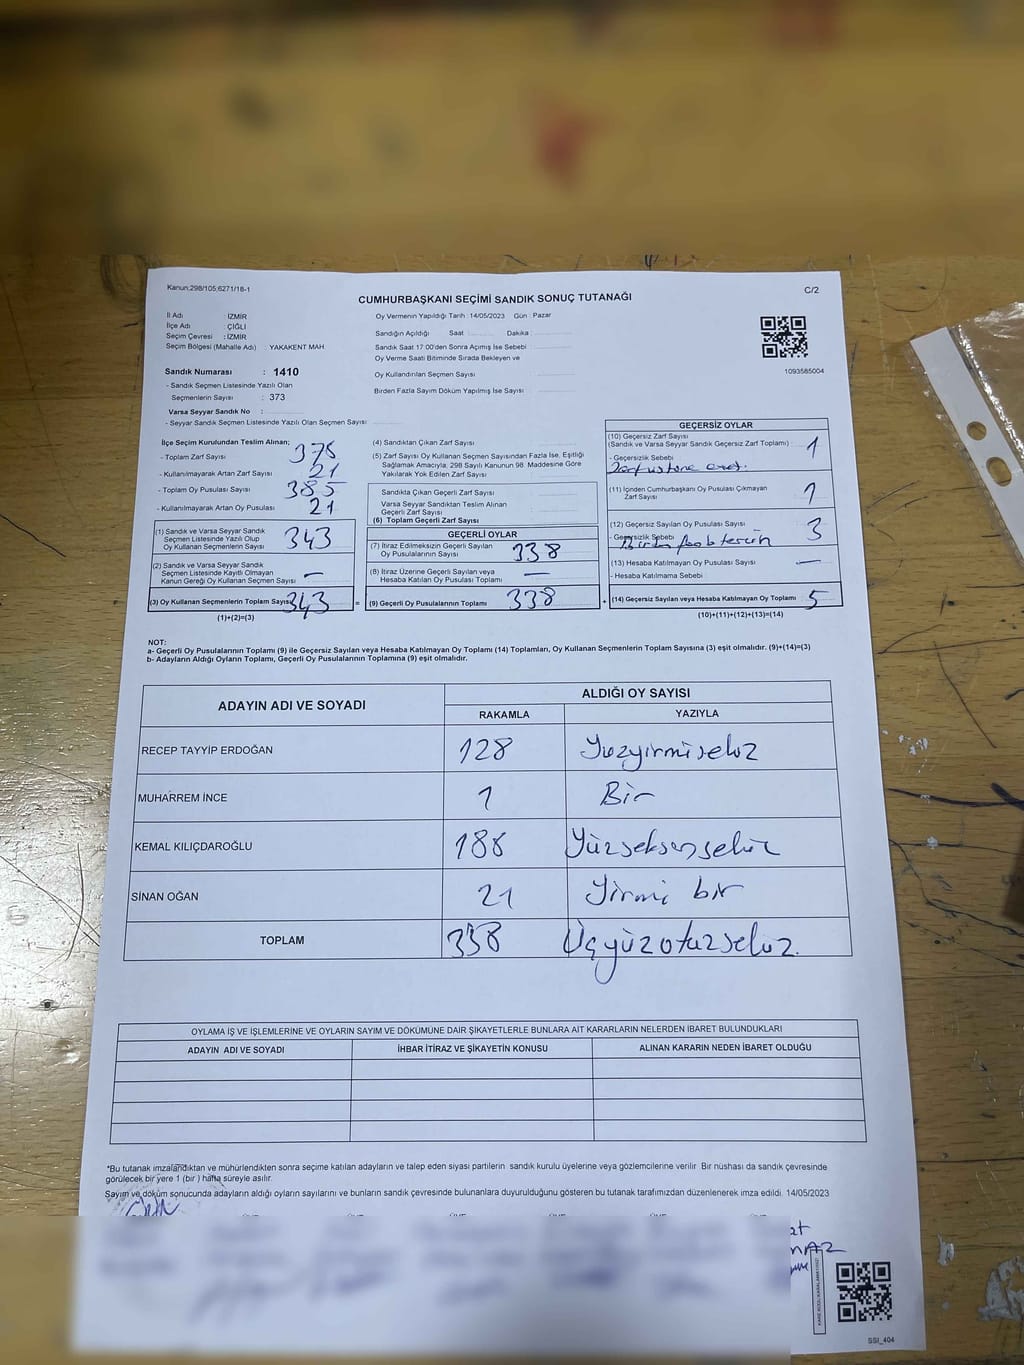 Kanun;298/105;6271/18-1
C/2
CUMHURBAŞKANI SEÇİMİ SANDIK SONUÇ TUTANAĞI
İl Adı : İZMİR
İlçe Adı : ÇİĞLİ
Seçim Çevresi : İZMİR
Seçim Bölgesi (Mahalle Adı) : YAKAKENT MAH
Sandık Numarası : 1410
- Sandık Seçmen Listesinde Yazılı Olan
Seçmenlerin Sayısı : 373
Varsa Seyyar Sandık No :
- Seyyar Sandık Seçmen Listesinde Yazılı Olan Seçmen Sayısı
Oy Vermenin Yapıldığı Tarih : 14/05/2023 Gün : Pazar
Sandığın Açıldığı Saat Dakika
Sandık Saat 17:00'den Sonra Açımış İse Sebebi
Oy Verme Saati Bitiminde Sırada Bekleyen ve
Oy Kullandırılan Seçmen Sayısı
Birden Fazla Sayım Döküm Yapılmış İse Sayısı
1093585004
İlçe Seçim Kurulundan Teslim Alınan;
- Toplam Zarf Sayısı 375
- Kullanılmayarak Artan Zarf Sayısı 21
- Toplam Oy Pusulası Sayısı 385
- Kullanılmayarak Artan Oy Pusulası 21
(1) Sandık ve Varsa Seyyar Sandık
Seçmen Listesinde Yazılı Olup
Oy Kullanan Seçmenlerin Sayısı 343
(2) Sandık ve Varsa Seyyar Sandık
Seçmen Listesinde Kayıtlı Olmayan
Kanun Gereği Oy Kullanan Seçmen Sayısı –
(3) Oy Kullanan Seçmenlerin Toplam Sayısı 343
(1)+(2)=(3)
=
(4) Sandıktan Çıkan Zarf Sayısı
(5) Zarf Sayısı Oy Kullanan Seçmen Sayısından Fazla İse, Eşitliği
Sağlamak Amacıyla, 298 Sayılı Kanunun 98. Maddesine Göre
Yakılarak Yok Edilen Zarf Sayısı
Sandıkta Çıkan Geçerli Zarf Sayısı
Varsa Seyyar Sandıktan Teslim Alınan
Geçerli Zarf Sayısı
(6) Toplam Geçerli Zarf Sayısı
GEÇERLİ OYLAR
(7) İtiraz Edilmeksizin Geçerli Sayılan
Oy Pusulalarının Sayısı 338
(8) İtiraz Üzerine Geçerli Sayılan veya
Hesaba Katılan Oy Pusulası Toplamı –
(9) Geçerli Oy Pusulalarının Toplamı 338
+
GEÇERSİZ OYLAR
(10) Geçersiz Zarf Sayısı
(Sandık ve Varsa Seyyar Sandık Geçersiz Zarf Toplamı) 1
- Geçersizlik Sebebi
(11) İçinden Cumhurbaşkanı Oy Pusulası Çıkmayan
Zarf Sayısı 1
(12) Geçersiz Sayılan Oy Pusulası Sayısı 3
- Geçersizlik Sebebi
(13) Hesaba Katılmayan Oy Pusulası Sayısı –
- Hesaba Katılmama Sebebi
(14) Geçersiz Sayılan veya Hesaba Katılmayan Oy Toplamı 5
(10)+(11)+(12)+(13)=(14)
NOT:
a- Geçerli Oy Pusulalarının Toplamı (9) ile Geçersiz Sayılan veya Hesaba Katılmayan Oy Toplamı (14) Toplamları, Oy Kullanan Seçmenlerin Toplam Sayısına (3) eşit olmalıdır. (9)+(14)=(3)
b- Adayların Aldığı Oyların Toplamı, Geçerli Oy Pusulalarının Toplamına (9) eşit olmalıdır.
ADAYIN ADI VE SOYADI
ALDIĞI OY SAYISI
RAKAMLA YAZIYLA
RECEP TAYYİP ERDOĞAN 128 Yüzyirmisekiz
MUHARREM İNCE 1 Bir
KEMAL KILIÇDAROĞLU 188 Yüzseksensekiz
SİNAN OĞAN 21 Yirmi bir
TOPLAM 338 Üçyüzotuzsekiz
OYLAMA İŞ VE İŞLEMLERİNE VE OYLARIN SAYIM VE DÖKÜMÜNE DAİR ŞİKAYETLERLE BUNLARA AİT KARARLARIN NELERDEN İBARET BULUNDUKLARI
ADAYIN ADI VE SOYADI İHBAR İTİRAZ VE ŞİKAYETİN KONUSU ALINAN KARARIN NEDEN İBARET OLDUĞU
*Bu tutanak imzalandıktan ve mühürlendikten sonra seçime katılan adayların ve talep eden siyasi partilerin sandık kurulu üyelerine veya gözlemcilerine verilir. Bir nüshası da sandık çevresinde
görülecek bir yere 1 (bir) hafta süreyle asılır.
Sayım ve döküm sonucunda adayların aldığı oyların sayılarını ve bunların sandık çevresinde bulunanlara duyurulduğunu gösteren bu tutanak tarafımızdan düzenlenerek imza edildi. 14/05/2023
SSI_404